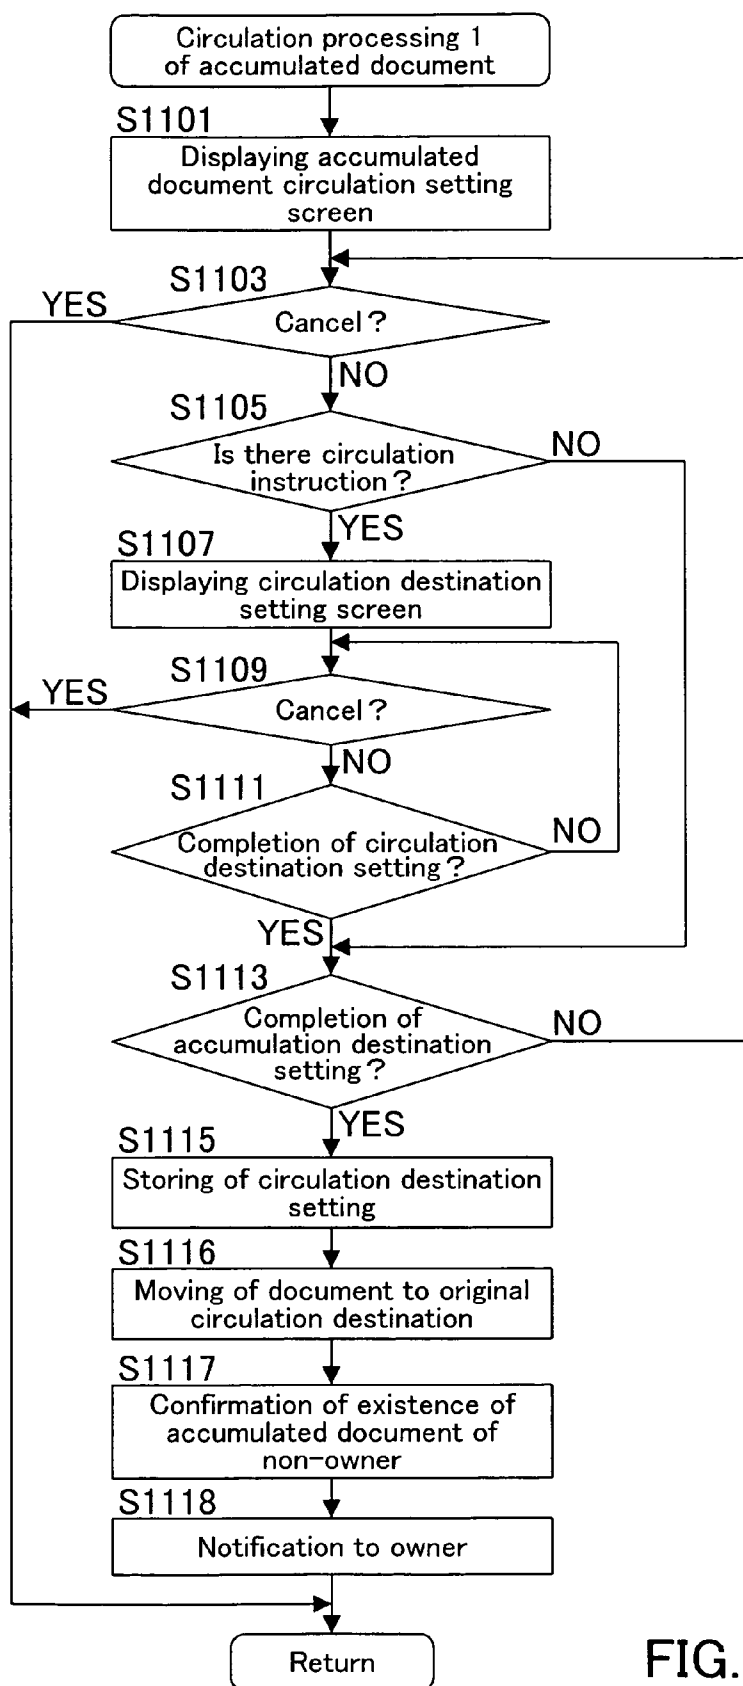 Circulation processing 1
of accumulated document
S1101
Displaying accumulated
document circulation setting
screen
S1103
YES
Cancel?
NO
S1105
Is there circulation
instruction?
NO
YES
S1107
Displaying circulation destination
setting screen
S1109
YES
Cancel?
NO
S1111
Completion of circulation
destination setting?
NO
YES
S1113
Completion of
accumulation destination
setting?
NO
YES
S1115
Storing of circulation destination
setting
S1116
Moving of document to original
circulation destination
S1117
Confirmation of existence of
accumulated document of
non-owner
S1118
Notification to owner
Return
FIG.